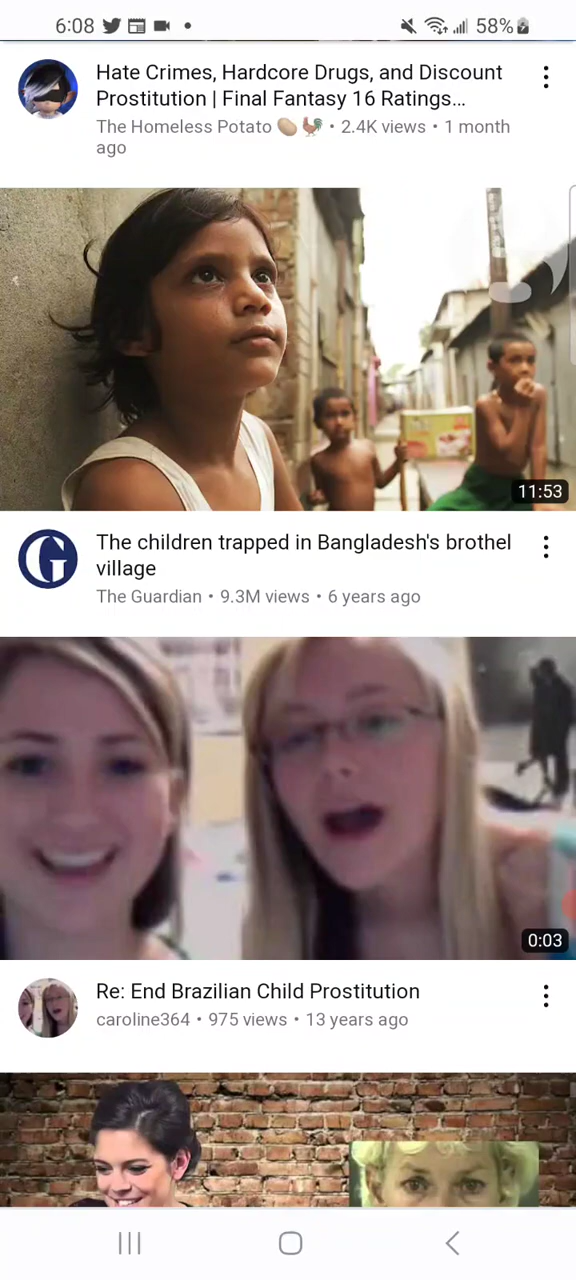 6:08
58%
Hate Crimes, Hardcore Drugs, and Discount
Prostitution | Final Fantasy 16 Ratings...
The Homeless Potato 🥔🐓 • 2.4K views • 1 month
ago
11:53
G
The children trapped in Bangladesh's brothel
village
The Guardian • 9.3M views • 6 years ago
0:03
Re: End Brazilian Child Prostitution
caroline364 • 975 views • 13 years ago